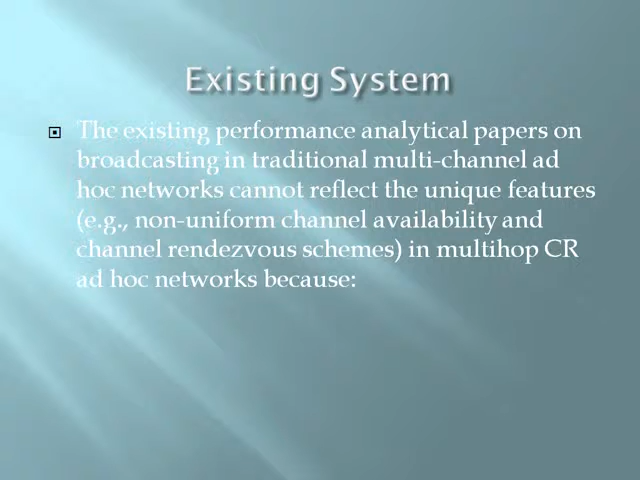 Existing System
The existing performance analytical papers on
broadcasting in traditional multi-channel ad
hoc networks cannot reflect the unique features
(e.g., non-uniform channel availability and
channel rendezvous schemes) in multihop CR
ad hoc networks because: